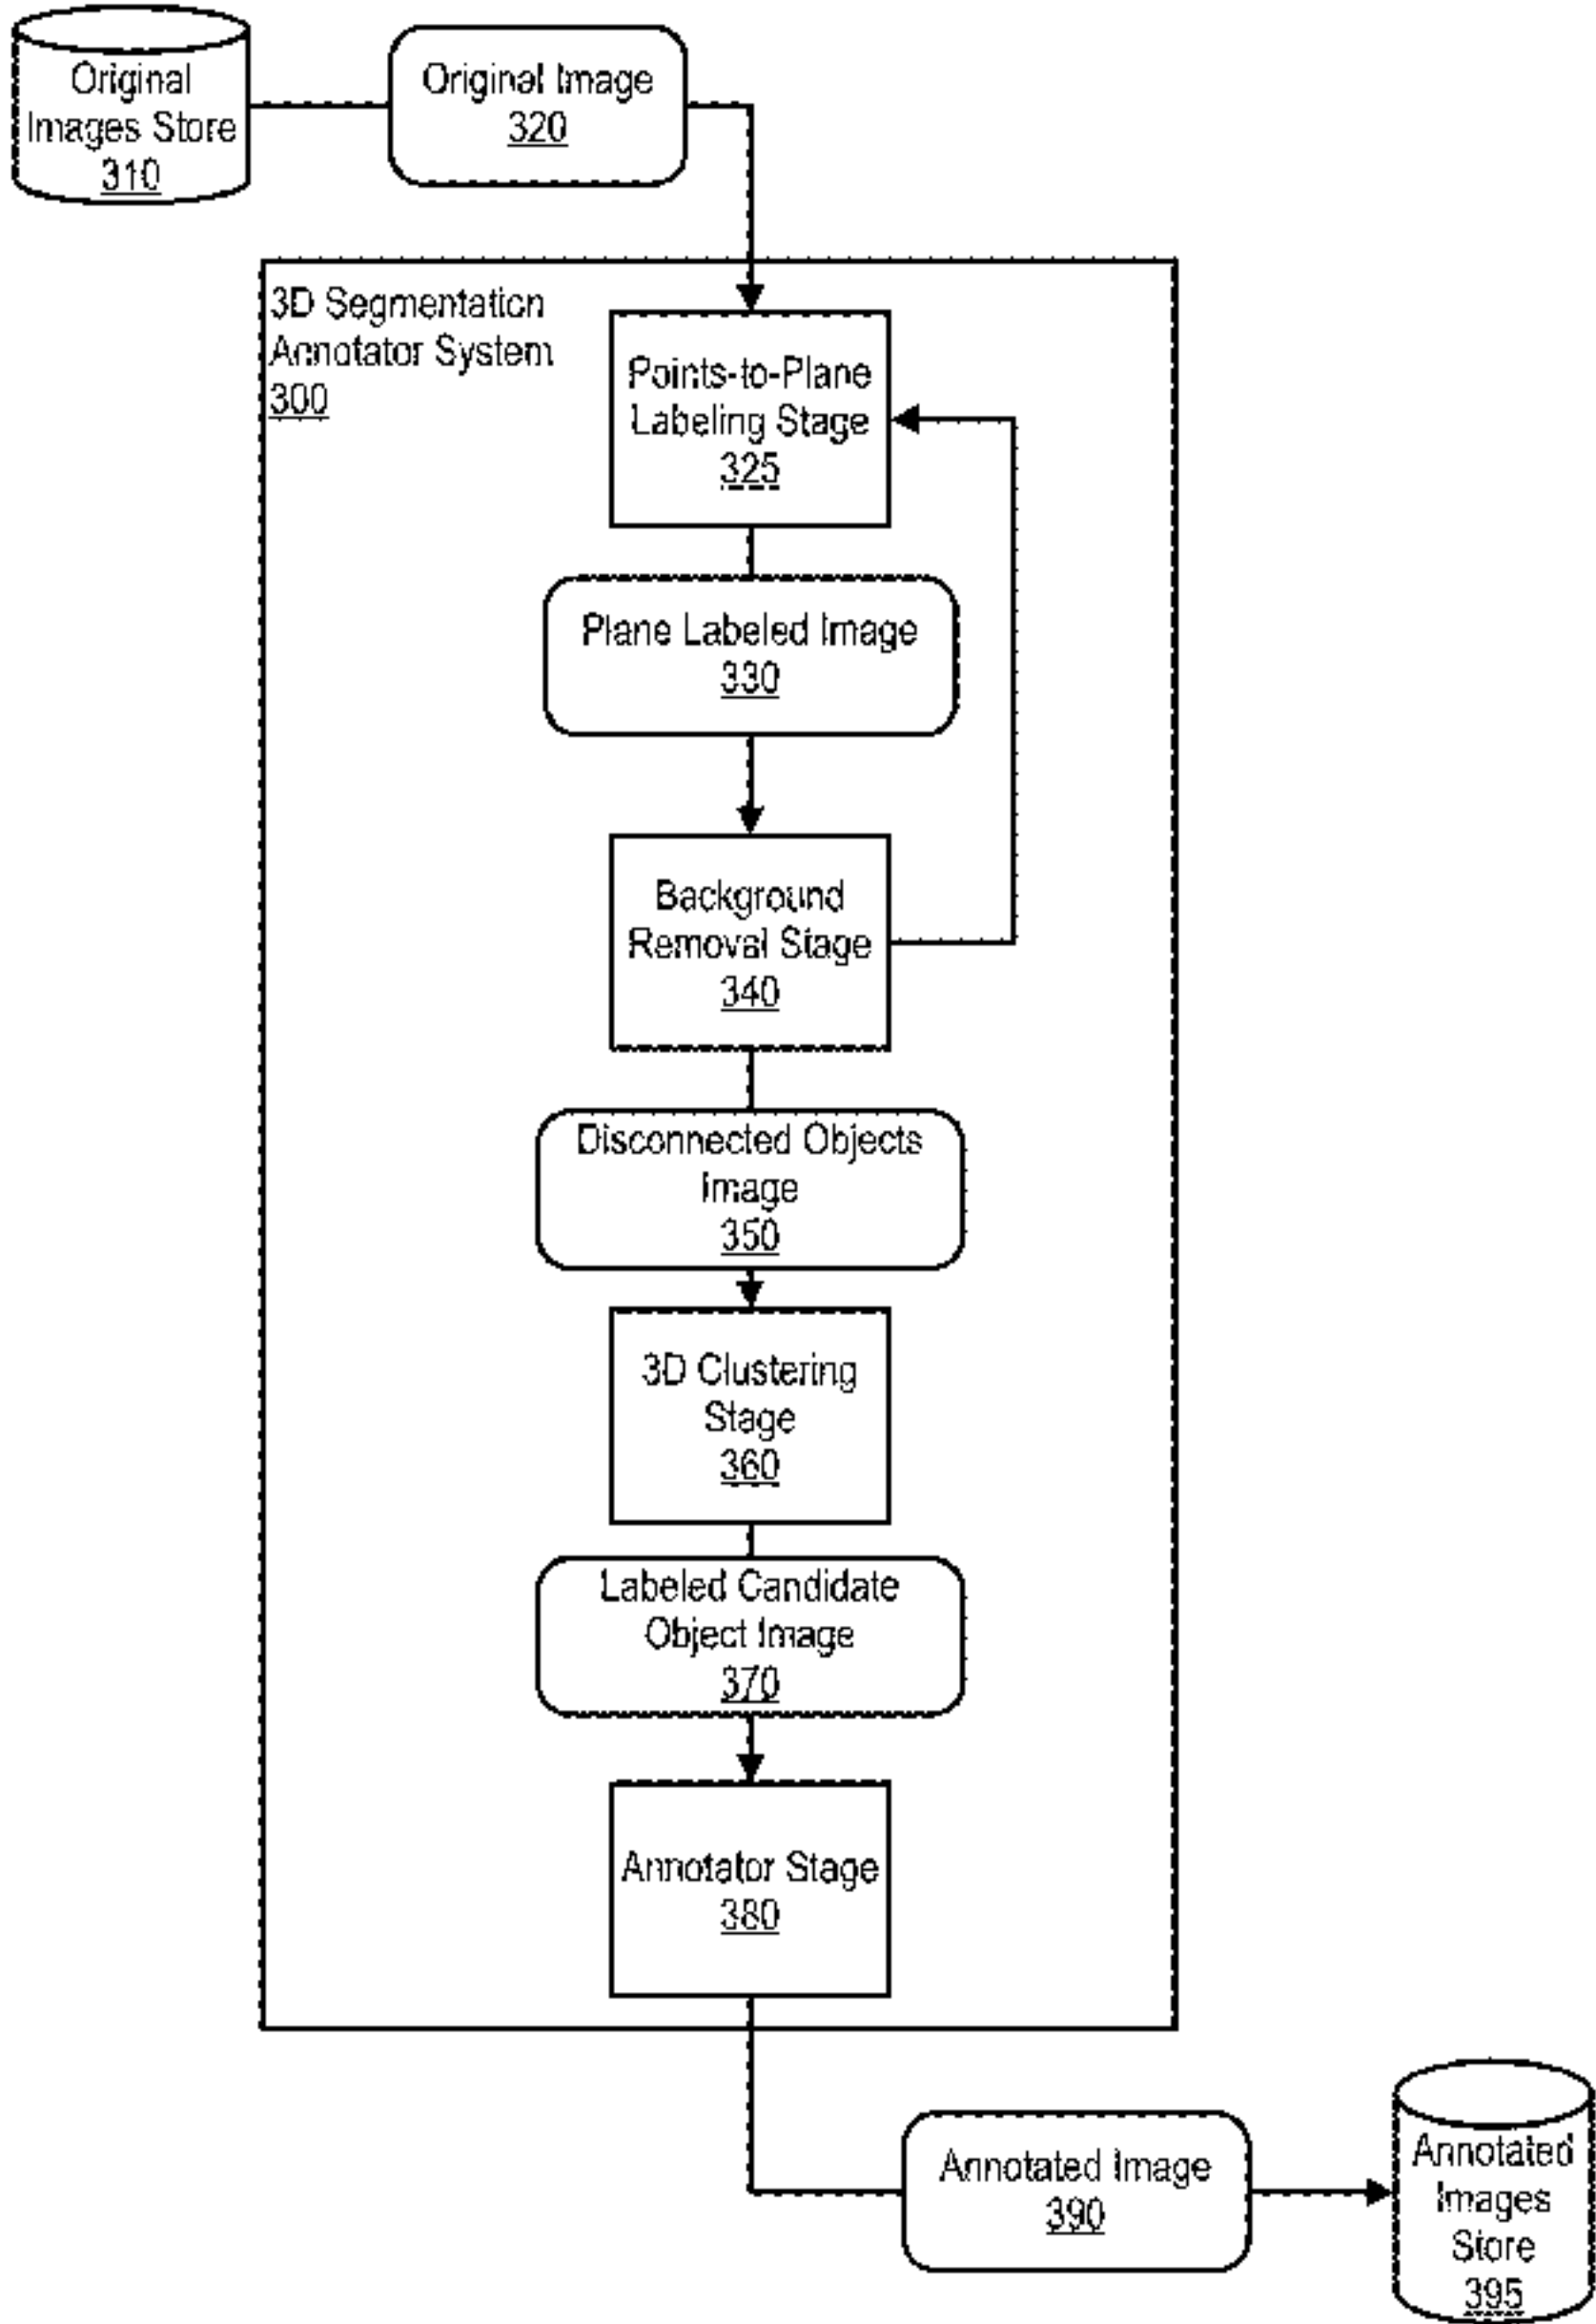 Original
Images Store
310
Original Image
320
3D Segmentation
Annotator System
300
Points-to-Plane
Labeling Stage
325
Plane Labeled Image
330
Background
Removal Stage
340
Disconnected Objects
Image
350
3D Clustering
Stage
360
Labeled Candidate
Object Image
370
Annotator Stage
380
Annotated Image
390
Annotated
Images
Store
395